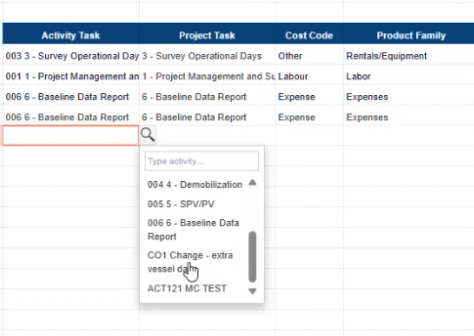 Activity Task Project Task Cost Code Product Family
003 3 - Survey Operational Day 3 - Survey Operational Days Other Rentals/Equipment
001 1 - Project Management an 1 - Project Management and Su Labour Labor
006 6 - Baseline Data Report 6 - Baseline Data Report Expense Expenses
006 6 - Baseline Data Report 6 - Baseline Data Report Expense Expenses
Type activity...
004 4 - Demobilization
005 5 - SPV/PV
006 6 - Baseline Data
Report
CO1 Change - extra
vessel
ACT121 MC TEST